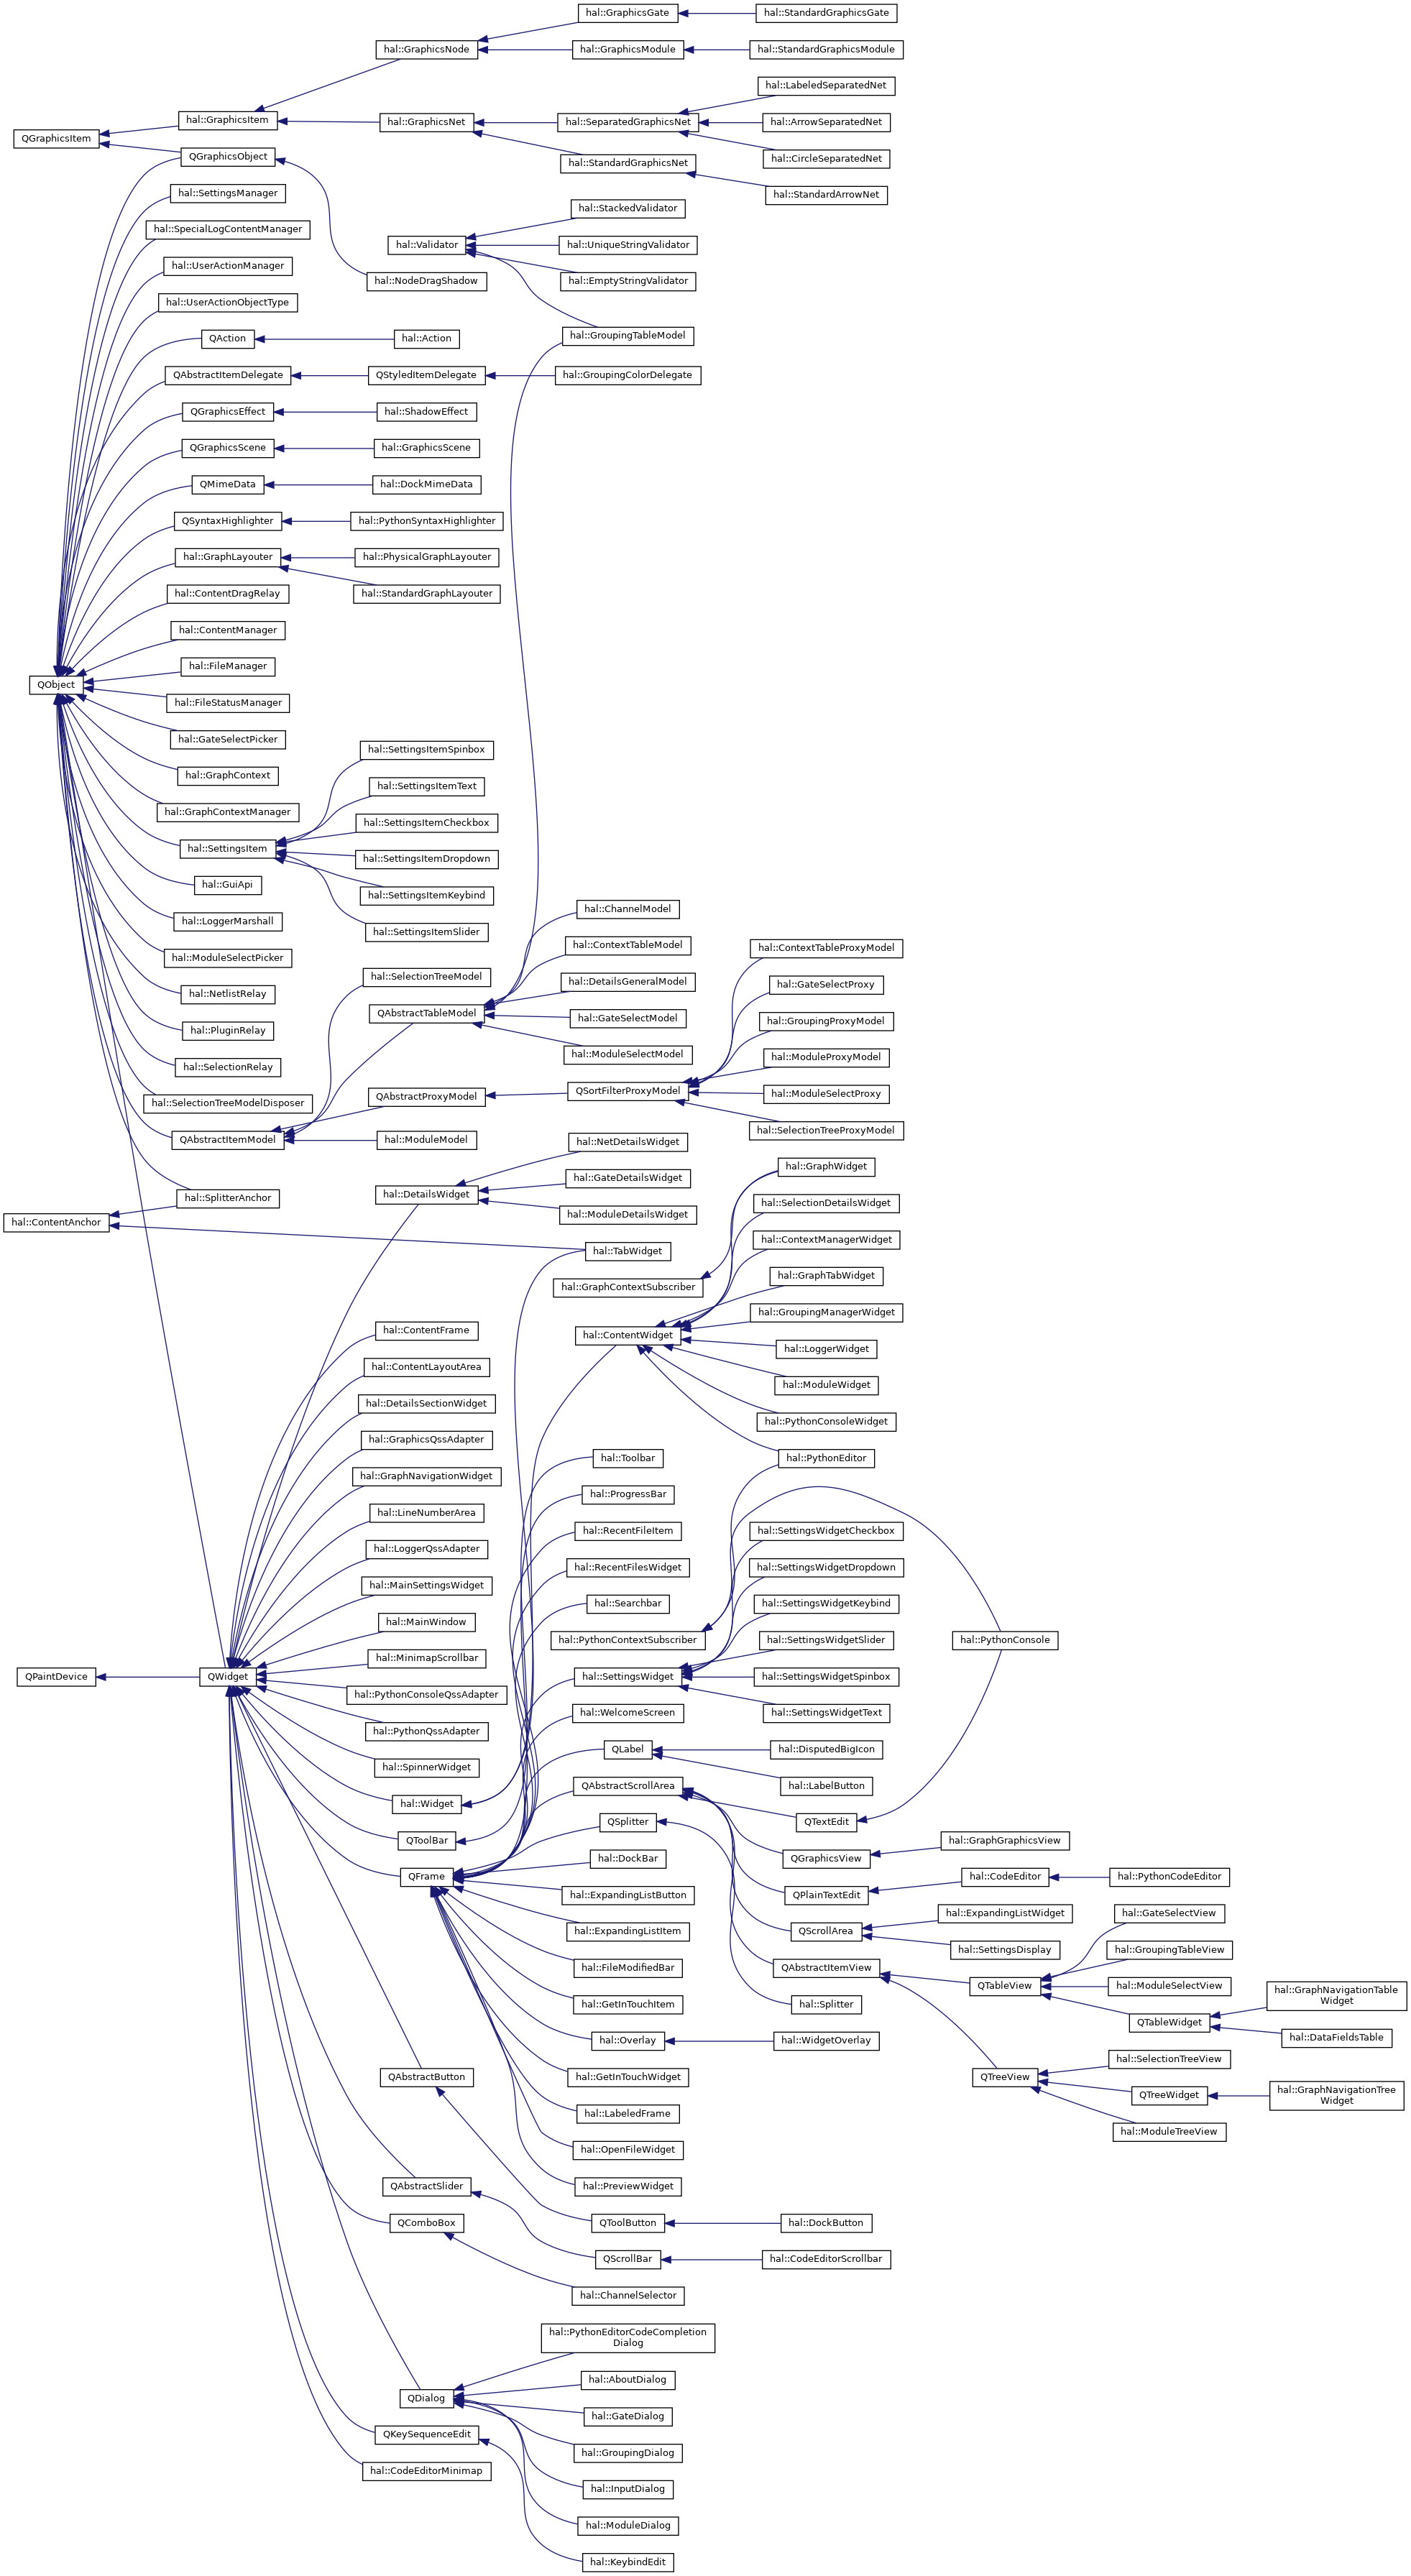 hal::GraphicsGate
hal::StandardGraphicsGate
hal::GraphicsNode
hal::GraphicsModule
hal::StandardGraphicsModule
hal::LabeledSeparatedNet
hal::GraphicsItem
hal::GraphicsNet
hal::SeparatedGraphicsNet
hal::ArrowSeparatedNet
QGraphicsItem
QGraphicsObject
hal::StandardGraphicsNet
hal::CircleSeparatedNet
hal::SettingsManager
hal::StandardArrowNet
hal::StackedValidator
hal::SpecialLogContentManager
hal::Validator
hal::UniqueStringValidator
hal::UserActionManager
hal::NodeDragShadow
hal::EmptyStringValidator
hal::UserActionObjectType
QAction
hal::Action
hal::GroupingTableModel
QAbstractItemDelegate
QStyledItemDelegate
hal::GroupingColorDelegate
QGraphicsEffect
hal::ShadowEffect
QGraphicsScene
hal::GraphicsScene
QMimeData
hal::DockMimeData
QSyntaxHighlighter
hal::PythonSyntaxHighlighter
hal::GraphLayouter
hal::PhysicalGraphLayouter
hal::ContentDragRelay
hal::StandardGraphLayouter
hal::ContentManager
hal::FileManager
QObject
hal::FileStatusManager
hal::GateSelectPicker
hal::SettingsItemSpinbox
hal::GraphContext
hal::SettingsItemText
hal::GraphContextManager
hal::SettingsItemCheckbox
hal::SettingsItem
hal::SettingsItemDropdown
hal::GuiApi
hal::SettingsItemKeybind
hal::LoggerMarshall
hal::SettingsItemSlider
hal::ChannelModel
hal::ModuleSelectPicker
hal::ContextTableModel
hal::ContextTableProxyModel
hal::NetlistRelay
hal::SelectionTreeModel
hal::DetailsGeneralModel
hal::GateSelectProxy
hal::PluginRelay
QAbstractTableModel
hal::GateSelectModel
hal::GroupingProxyModel
hal::SelectionRelay
hal::ModuleSelectModel
hal::ModuleProxyModel
hal::SelectionTreeModelDisposer
QAbstractProxyModel
QSortFilterProxyModel
hal::ModuleSelectProxy
QAbstractItemModel
hal::ModuleModel
hal::SelectionTreeProxyModel
hal::NetDetailsWidget
hal::SplitterAnchor
hal::DetailsWidget
hal::GateDetailsWidget
hal::GraphWidget
hal::ContentAnchor
hal::ModuleDetailsWidget
hal::SelectionDetailsWidget
hal::TabWidget
hal::ContextManagerWidget
hal::GraphContextSubscriber
hal::GraphTabWidget
hal::ContentFrame
hal::ContentWidget
hal::GroupingManagerWidget
hal::ContentLayoutArea
hal::LoggerWidget
hal::DetailsSectionWidget
hal::ModuleWidget
hal::GraphicsQssAdapter
hal::PythonConsoleWidget
hal::GraphNavigationWidget
hal::Toolbar
hal::PythonEditor
hal::LineNumberArea
hal::ProgressBar
hal::LoggerQssAdapter
hal::RecentFileItem
hal::SettingsWidgetCheckbox
hal::MainSettingsWidget
hal::RecentFilesWidget
hal::SettingsWidgetDropdown
hal::MainWindow
hal::Searchbar
hal::SettingsWidgetKeybind
hal::MinimapScrollbar
hal::PythonContextSubscriber
hal::SettingsWidgetSlider
hal::PythonConsole
QPaintDevice
QWidget
hal::SettingsWidget
hal::SettingsWidgetSpinbox
hal::PythonConsoleQssAdapter
hal::WelcomeScreen
hal::SettingsWidgetText
hal::PythonQssAdapter
QLabel
hal::DisputedBigIcon
hal::SpinnerWidget
QAbstractScrollArea
hal::LabelButton
hal::Widget
QSplitter
QTextEdit
QToolBar
hal::DockBar
QGraphicsView
hal::GraphGraphicsView
QFrame
hal::ExpandingListButton
QPlainTextEdit
hal::CodeEditor
hal::PythonCodeEditor
hal::ExpandingListItem
QScrollArea
hal::ExpandingListWidget
hal::GateSelectView
hal::FileModifiedBar
QAbstractItemView
hal::SettingsDisplay
hal::GroupingTableView
hal::GetInTouchItem
hal::Splitter
QTableView
hal::ModuleSelectView
hal::GraphNavigationTable
Widget
hal::Overlay
hal::WidgetOverlay
QTableWidget
hal::DataFieldsTable
QAbstractButton
hal::GetInTouchWidget
QTreeView
hal::SelectionTreeView
hal::LabeledFrame
QTreeWidget
hal::GraphNavigationTree
Widget
hal::OpenFileWidget
hal::ModuleTreeView
QAbstractSlider
hal::PreviewWidget
QComboBox
QToolButton
hal::DockButton
QScrollBar
hal::CodeEditorScrollbar
hal::ChannelSelector
hal::PythonEditorCodeCompletion
Dialog
hal::AboutDialog
QDialog
hal::GateDialog
QKeySequenceEdit
hal::GroupingDialog
hal::CodeEditorMinimap
hal::InputDialog
hal::ModuleDialog
hal::KeybindEdit